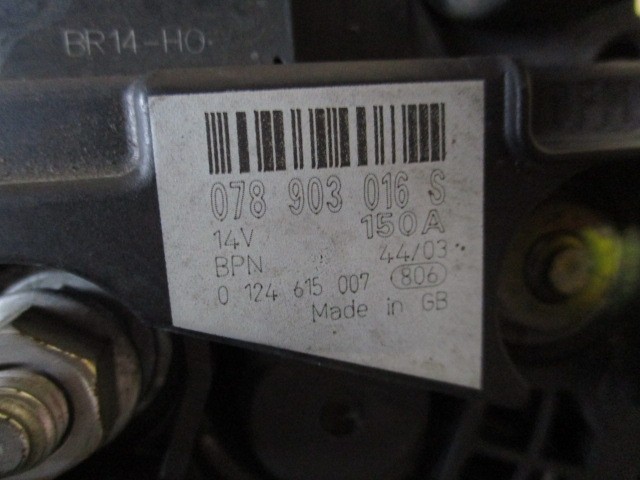 BR14-HO
078 903 016 S
14V 150A
BPN 44/03
0 124 615 007 806
Made in GB